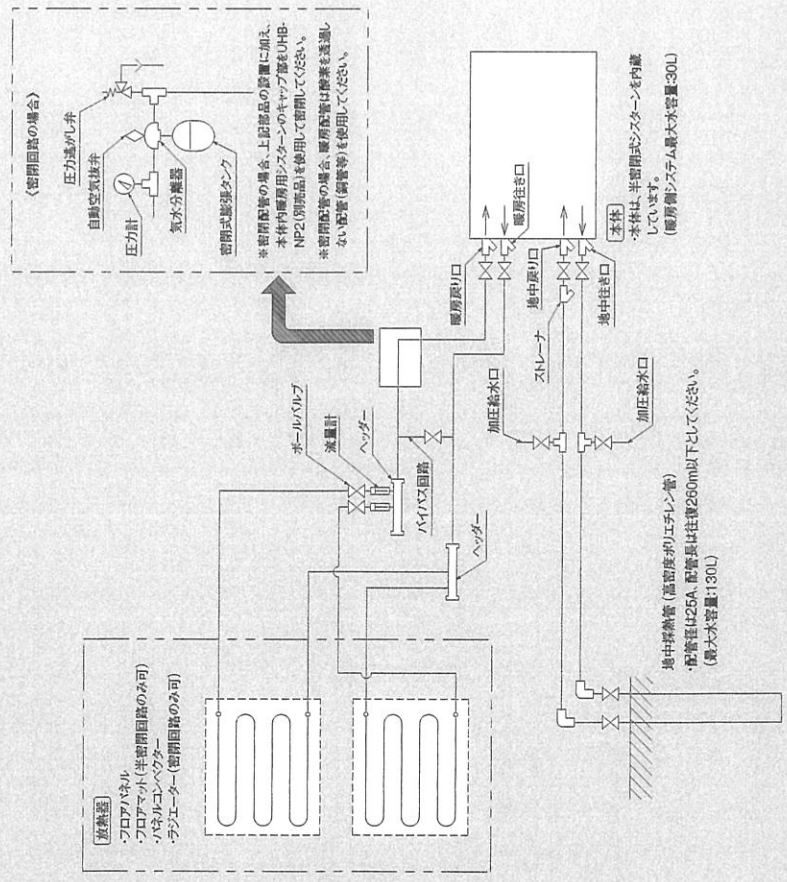 放熱器
・フロアパネル
・フロアマット(半密閉回路のみ可)
・パネルコンベクター
・ラジエーター(密閉回路のみ可)
ボールバルブ
流量計
ヘッダー
バイパス回路
ヘッダー
〈密閉回路の場合〉
圧力逃がし弁
自動空気抜弁
圧力計
気水分離器
密閉式膨張タンク
※密閉配管の場合、上記部品の設置に加え、
本体内暖房用シスターンのキャップ部をUHB-
NP2(別売品)を使用して密閉してください。
※密閉配管の場合、暖房配管は酸素を透過し
ない配管(銅管等)を使用してください。
暖房戻り口
暖房往き口
地中戻り口
地中往き口
ストレーナ
加圧給水口
加圧給水口
本体
・本体は、半密閉式シスターンを内蔵
しています。
(暖房側システム最大水容量:30L)
地中採熱管(高密度ポリエチレン管)
・配管径は25A、配管長は往復260m以下としてください。
(最大水容量:130L)